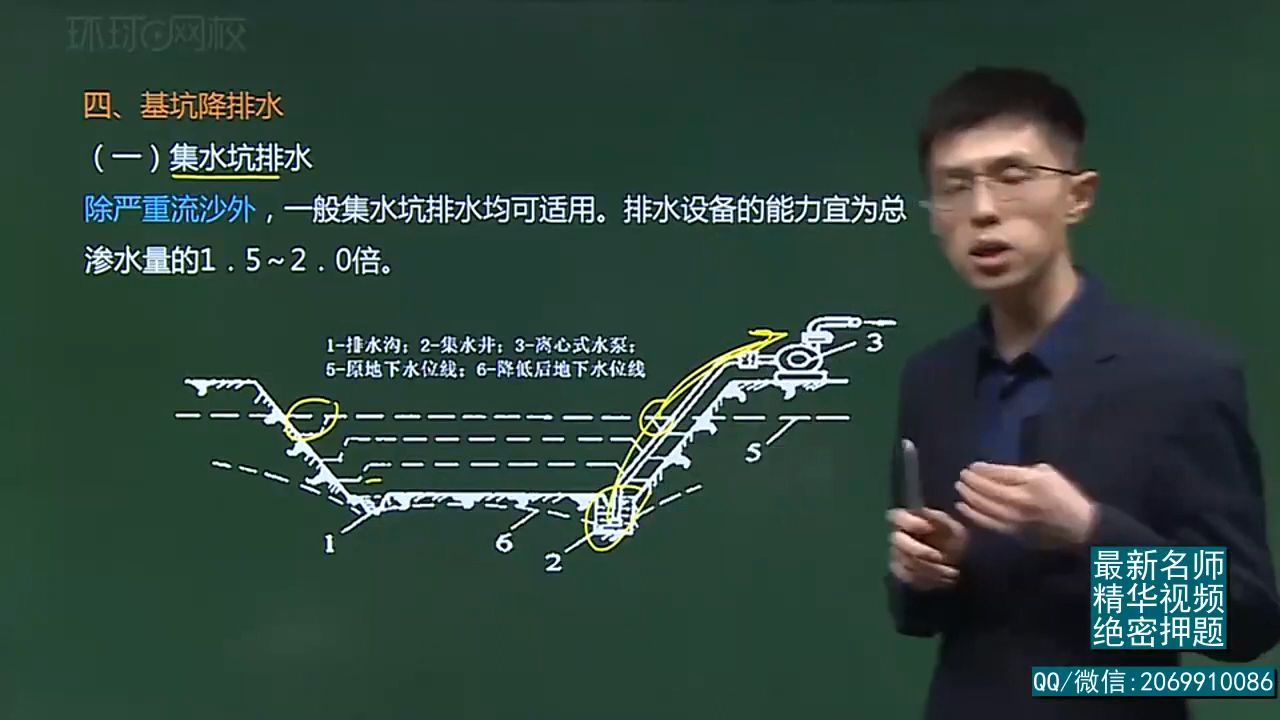 环球网校
四、基坑降排水
（一）集水坑排水
除严重流沙外，一般集水坑排水均可适用。排水设备的能力宜为总
渗水量的1．5～2．0倍。
1-排水沟；2-集水井；3-离心式水泵；
5-原地下水位线；6-降低后地下水位线
3
5
1
6
2
最新名师
精华视频
绝密押题
QQ/微信:2069910086